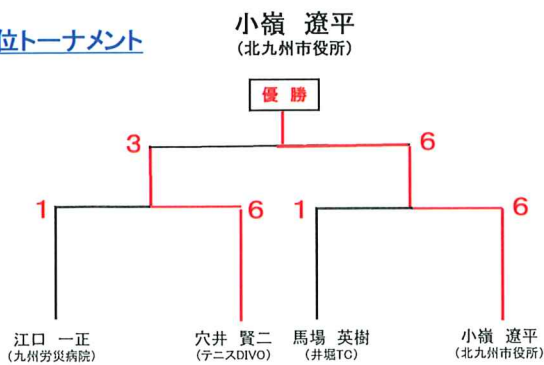 位トーナメント
小嶺 遼平
(北九州市役所)
優 勝
3
6
1
6
1
6
江口 一正
(九州労災病院)
穴井 賢二
(テニスDIVO)
馬場 英樹
(井堀TC)
小嶺 遼平
(北九州市役所)